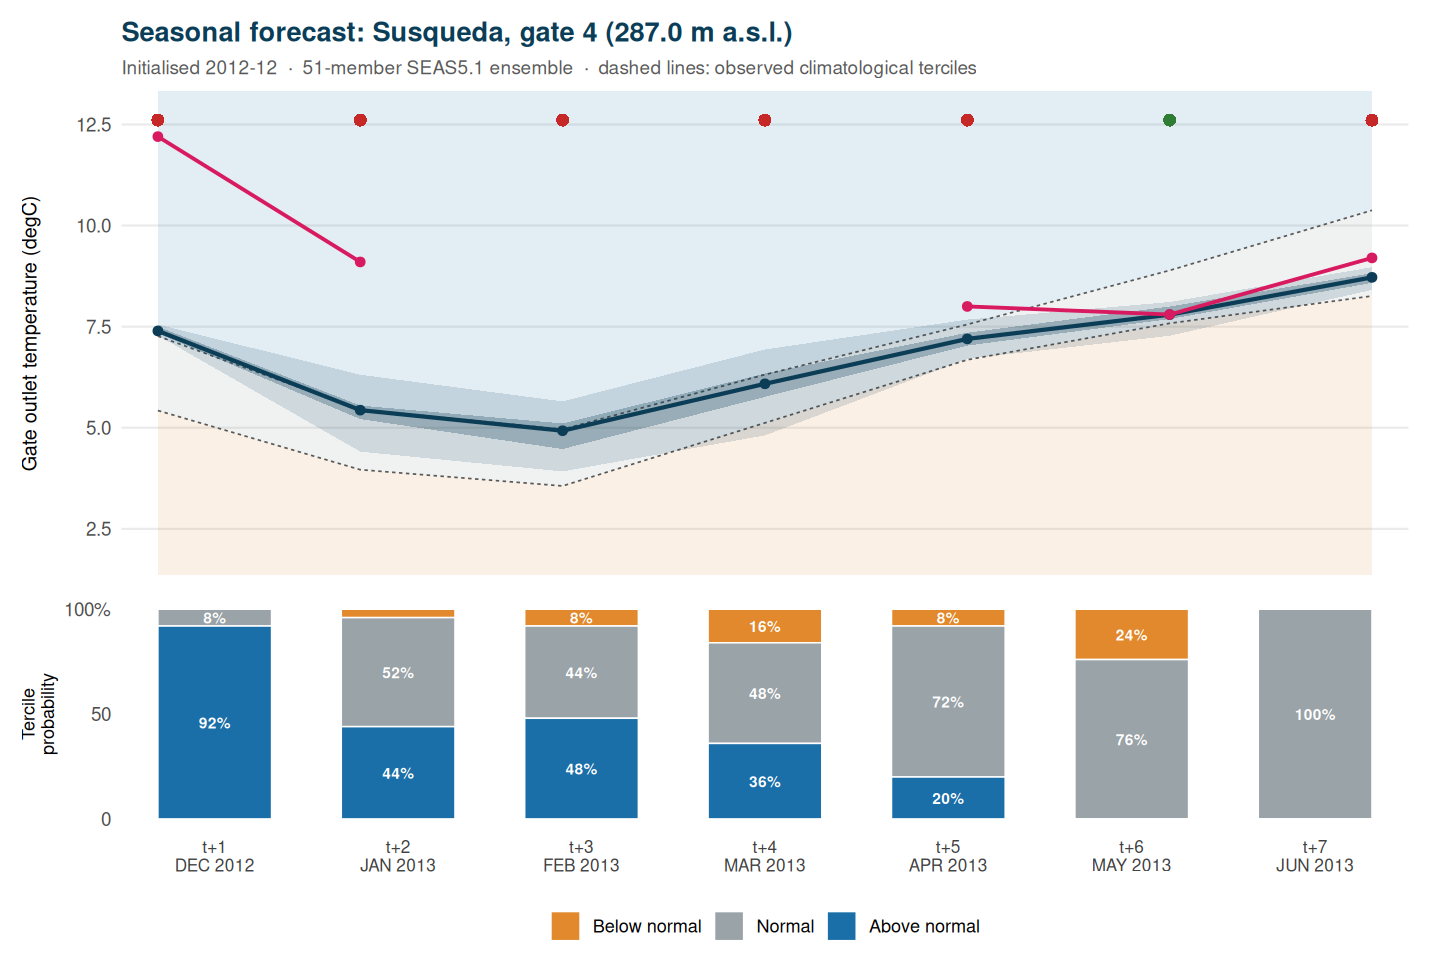 Seasonal forecast: Susqueda, gate 4 (287.0 m a.s.l.)
Initialised 2012-12 · 51-member SEAS5.1 ensemble · dashed lines: observed climatological terciles
Gate outlet temperature (degC)
12.5
10.0
7.5
5.0
2.5
Tercile
probability
100%
50
0
8%
92%
52%
44%
8%
44%
48%
16%
48%
36%
8%
72%
20%
24%
76%
100%
t+1
DEC 2012
t+2
JAN 2013
t+3
FEB 2013
t+4
MAR 2013
t+5
APR 2013
t+6
MAY 2013
t+7
JUN 2013
Below normal
Normal
Above normal